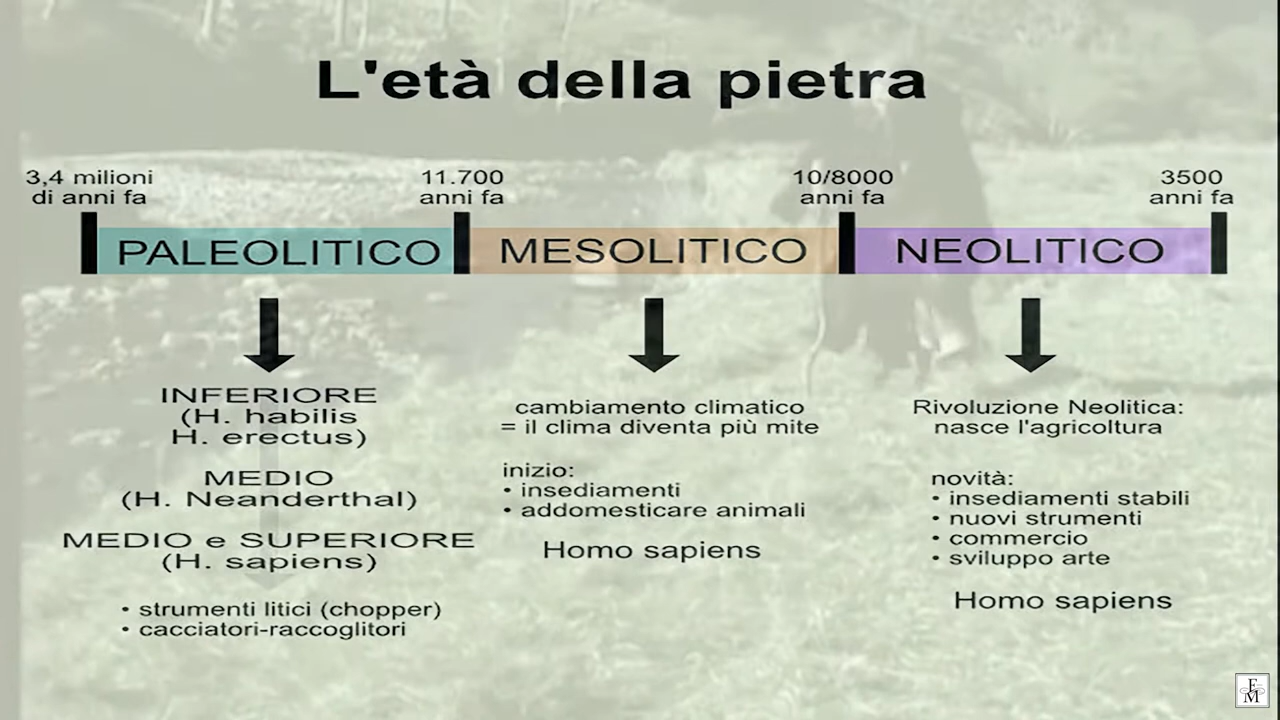 L'età della pietra
3,4 milioni
di anni fa
11.700
anni fa
10/8000
anni fa
3500
anni fa
PALEOLITICO
MESOLITICO
NEOLITICO
INFERIORE
(H. habilis
H. erectus)
MEDIO
(H. Neanderthal)
MEDIO e SUPERIORE
(H. sapiens)
• strumenti litici (chopper)
• cacciatori-raccoglitori
cambiamento climatico
= il clima diventa più mite
inizio:
• insediamenti
• addomesticare animali
Homo sapiens
Rivoluzione Neolitica:
nasce l'agricoltura
novità:
• insediamenti stabili
• nuovi strumenti
• commercio
• sviluppo arte
Homo sapiens
F
M